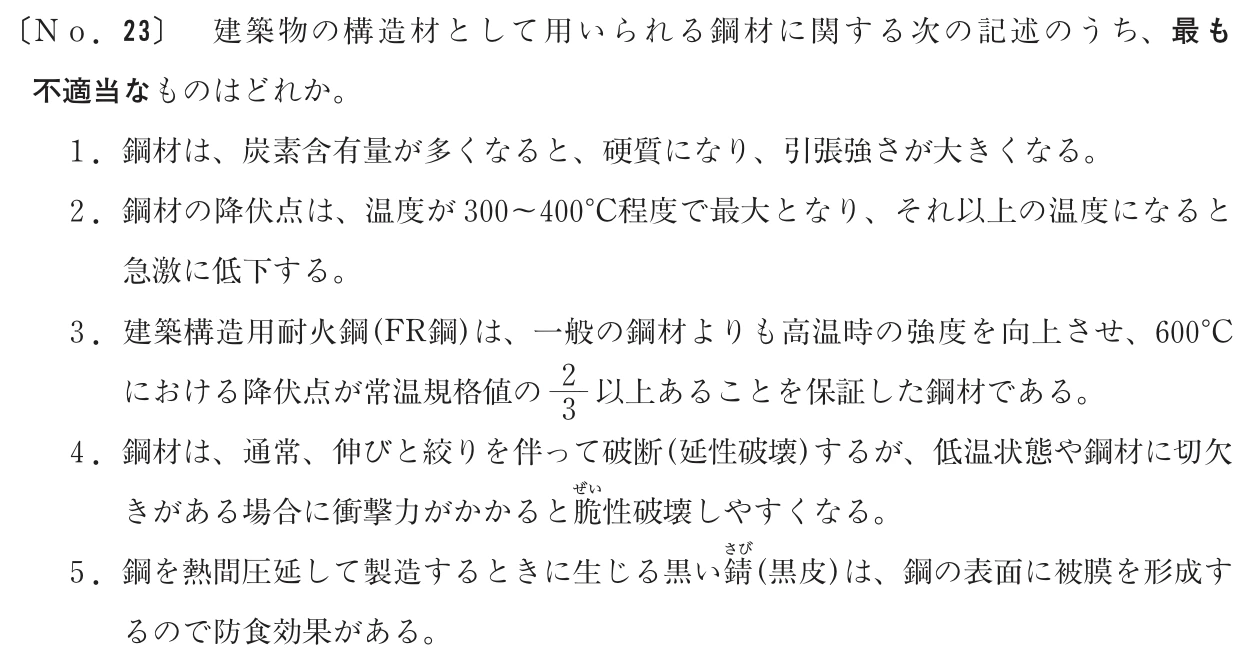 〔Ｎｏ．23〕　建築物の構造材として用いられる鋼材に関する次の記述のうち、最も
不適当なものはどれか。
１．鋼材は、炭素含有量が多くなると、硬質になり、引張強さが大きくなる。
２．鋼材の降伏点は、温度が 300～400℃程度で最大となり、それ以上の温度になると
急激に低下する。
３．建築構造用耐火鋼(FR鋼)は、一般の鋼材よりも高温時の強度を向上させ、600℃
における降伏点が常温規格値の 2/3 以上あることを保証した鋼材である。
４．鋼材は、通常、伸びと絞りを伴って破断(延性破壊)するが、低温状態や鋼材に切欠
ぜい
きがある場合に衝撃力がかかると脆性破壊しやすくなる。
さび
５．鋼を熱間圧延して製造するときに生じる黒い錆(黒皮)は、鋼の表面に被膜を形成す
るので防食効果がある。